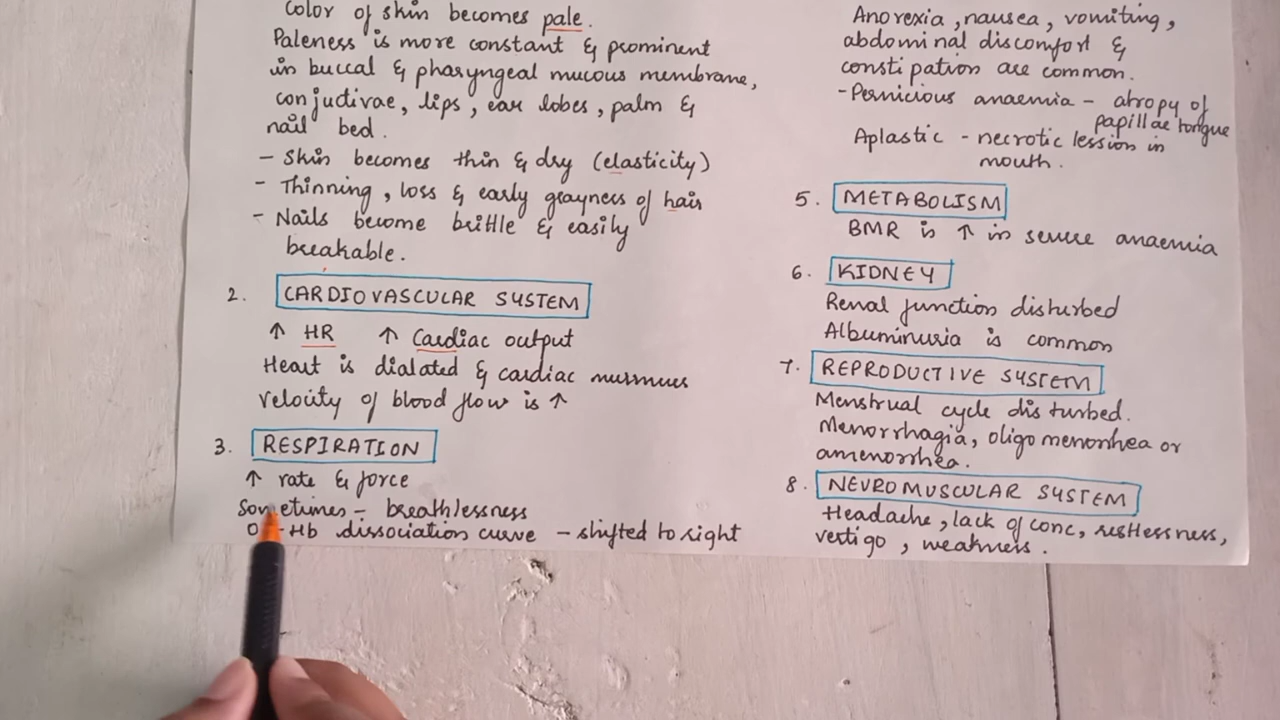 Color of skin becomes pale.
Paleness is more constant & prominent
in buccal & pharyngeal mucous membrane,
conjuctivae, lips, ear lobes, palm &
nail bed.
- Skin becomes thin & dry (elasticity)
- Thinning, loss & early grayness of hair
- Nails become brittle & easily
breakable.
2. CARDIOVASCULAR SYSTEM
↑ HR ↑ Cardiac output
Heart is dialated & cardiac murmurs
Velocity of blood flow is ↑
3. RESPIRATION
↑ rate & force
Sometimes - breathlessness
Hb dissociation curve - shifted to right
Anorexia, nausea, vomiting,
abdominal discomfort &
constipation are common.
- Pernicious anaemia - atropy of
papillae tongue
Aplastic - necrotic lession in
mouth.
5. METABOLISM
BMR is ↑ in severe anaemia
6. KIDNEY
Renal function disturbed
Albuminuria is common
7. REPRODUCTIVE SYSTEM
Menstrual cycle disturbed.
Menorrhagia, oligomenorrhea or
amenorrhea.
8. NEUROMUSCULAR SYSTEM
Headache, lack of conc, restlessness,
vertigo, weakness.